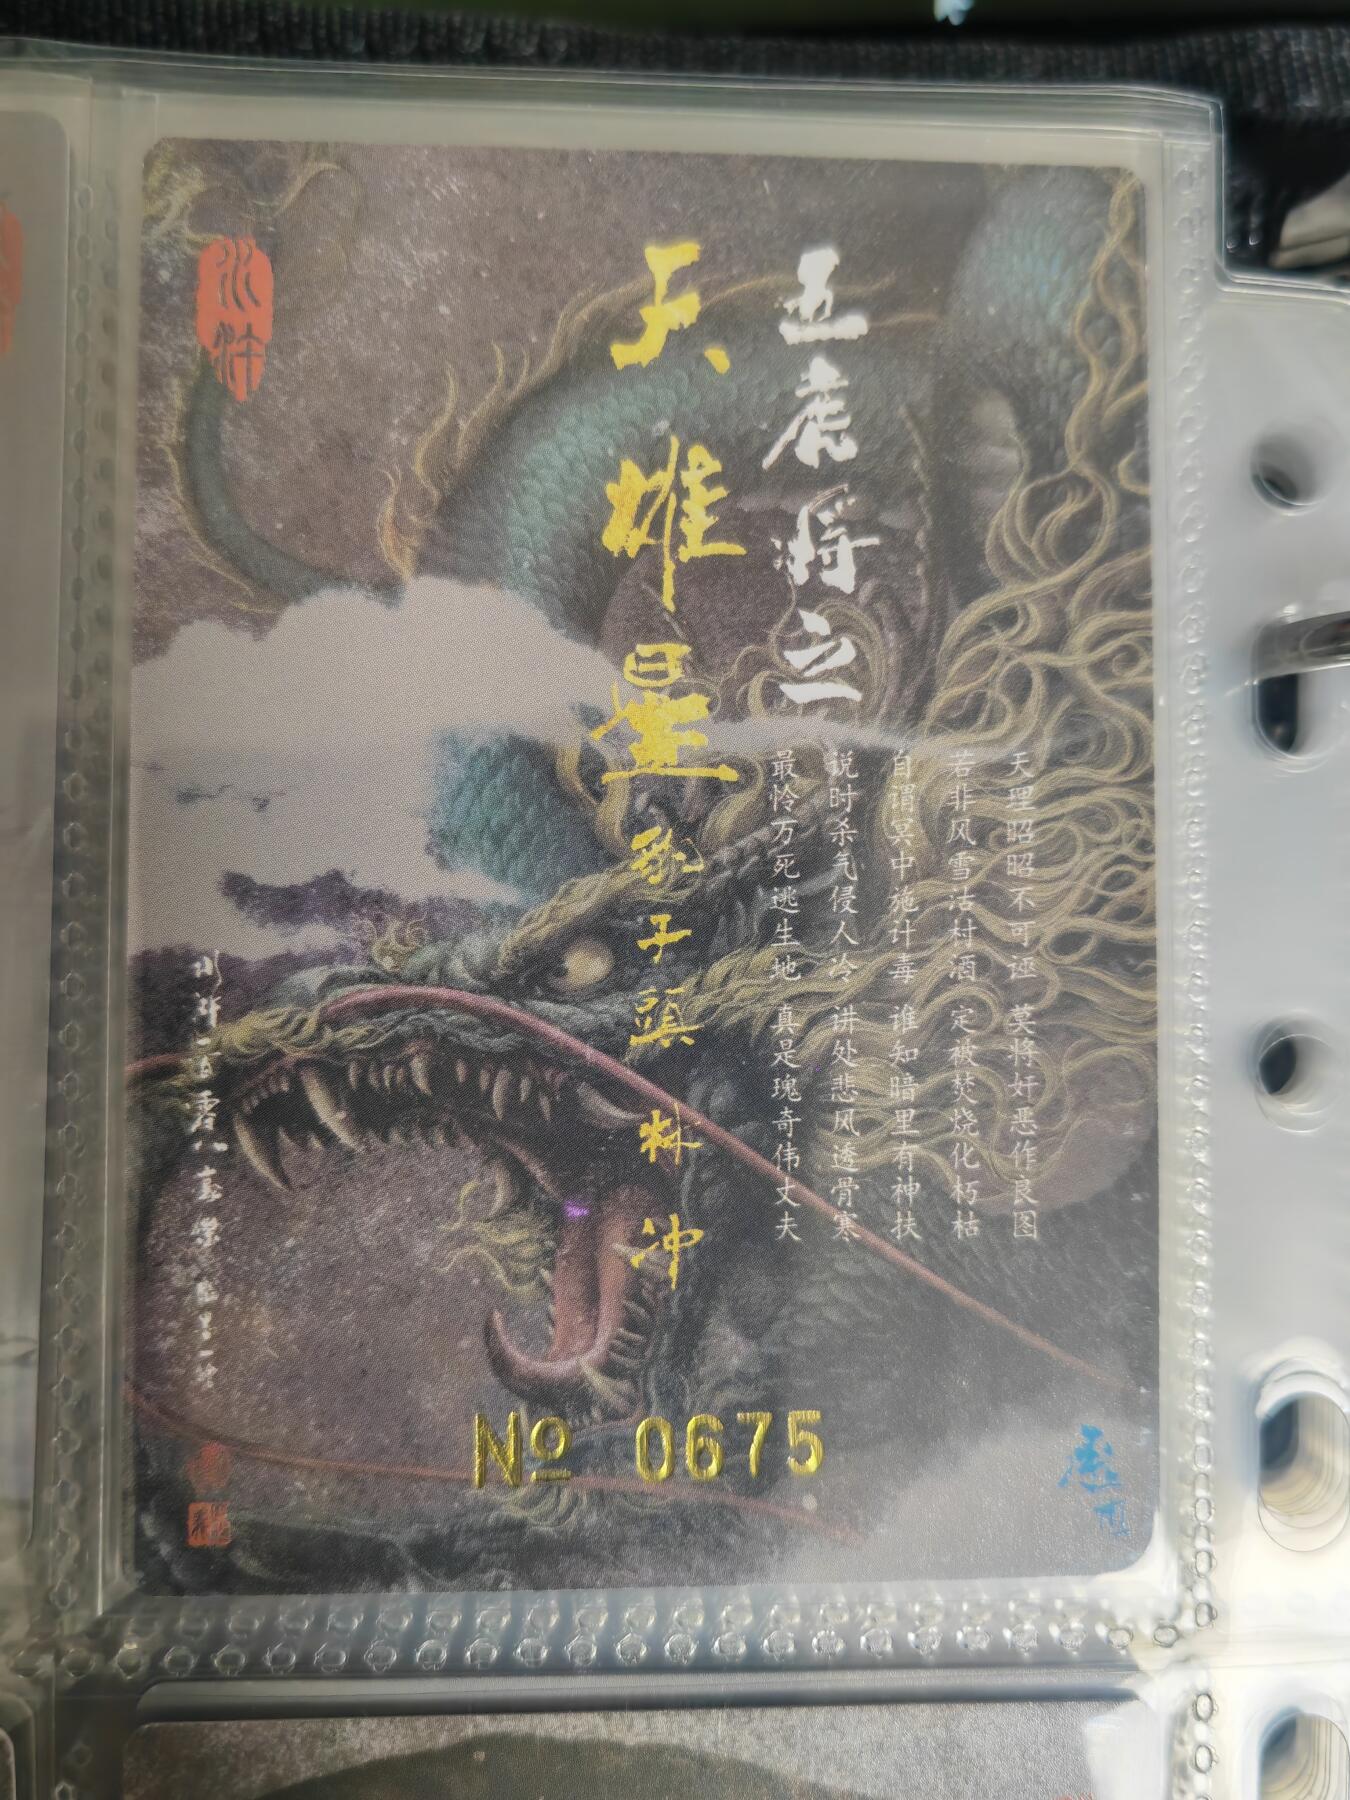 水浒
五虎将之
天雄星豹子頭林冲
天理昭昭不可诬 莫将奸恶作良图
若非风雪沽村酒 定被焚烧化朽枯
自谓冥中施计毒 谁知暗里有神扶
说时杀气侵人冷 讲处悲风透骨寒
最怜万死逃生地 真是瑰奇伟丈夫
No 0675